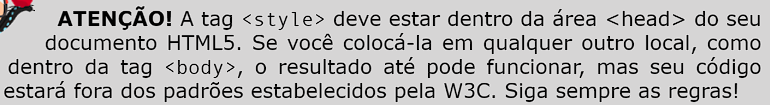 ATENÇÃO! A tag <style> deve estar dentro da área <head> do seu
documento HTML5. Se você colocá-la em qualquer outro local, como
dentro da tag <body>, o resultado até pode funcionar, mas seu código
estará fora dos padrões estabelecidos pela W3C. Siga sempre as regras!